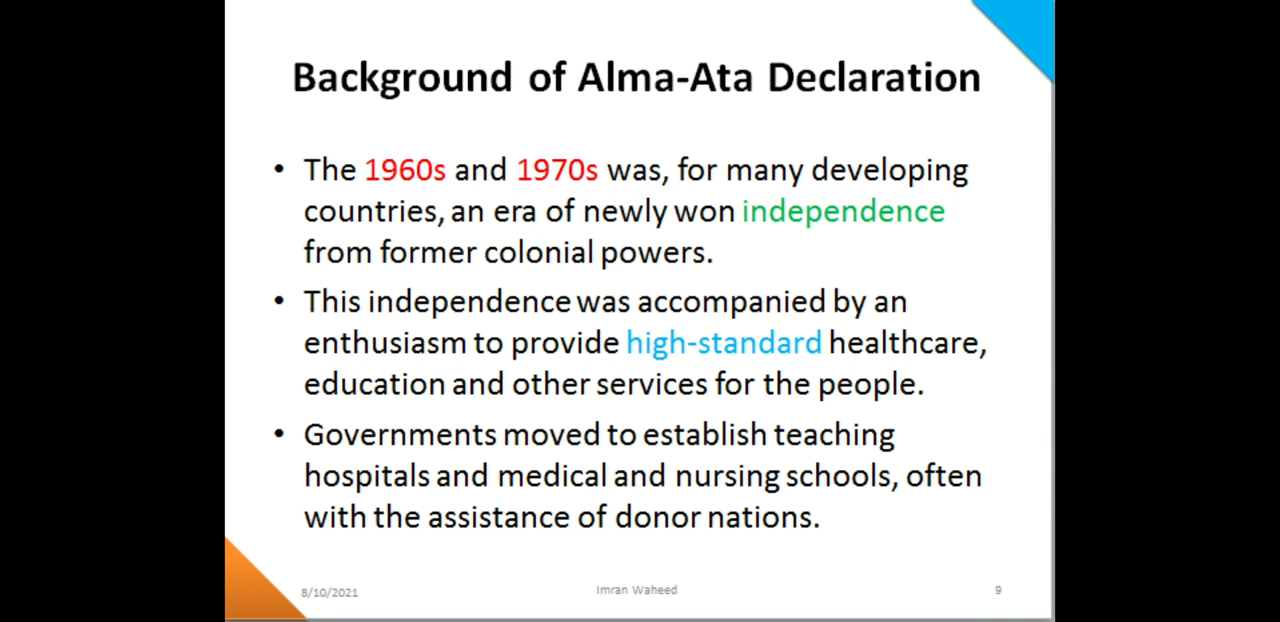 Background of Alma-Ata Declaration
• The 1960s and 1970s was, for many developing
countries, an era of newly won independence
from former colonial powers.
• This independence was accompanied by an
enthusiasm to provide high-standard healthcare,
education and other services for the people.
• Governments moved to establish teaching
hospitals and medical and nursing schools, often
with the assistance of donor nations.
8/10/2021
Imran Waheed
9